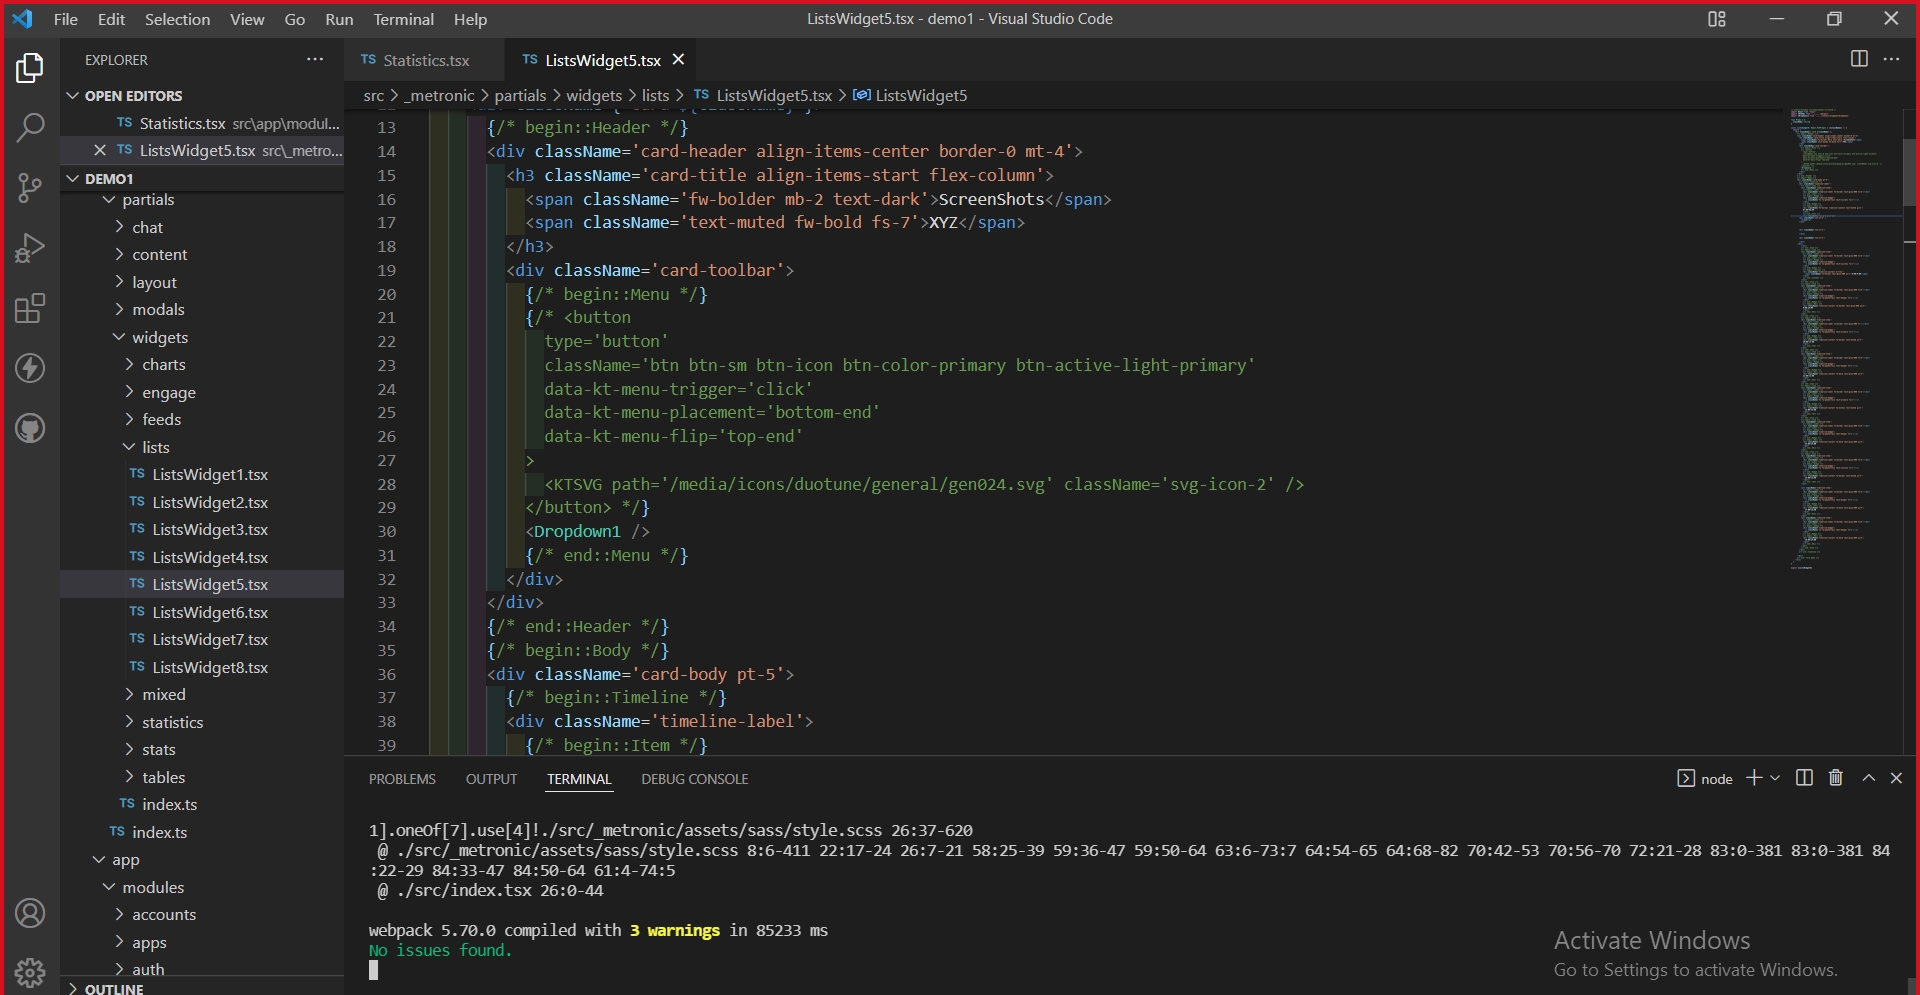 File Edit Selection View Go Run Terminal Help
ListsWidget5.tsx - demo1 - Visual Studio Code
EXPLORER
OPEN EDITORS
TS Statistics.tsx src\app\modul...
TS ListsWidget5.tsx src\_metro...
DEMO1
partials
chat
content
layout
modals
widgets
charts
engage
feeds
lists
TS ListsWidget1.tsx
TS ListsWidget2.tsx
TS ListsWidget3.tsx
TS ListsWidget4.tsx
TS ListsWidget5.tsx
TS ListsWidget6.tsx
TS ListsWidget7.tsx
TS ListsWidget8.tsx
mixed
statistics
stats
tables
TS index.ts
TS index.ts
app
modules
accounts
apps
auth
OUTLINE
TS Statistics.tsx
TS ListsWidget5.tsx
src > _metronic > partials > widgets > lists > TS ListsWidget5.tsx > ListsWidget5
13 {/* begin::Header */}
14 <div className='card-header align-items-center border-0 mt-4'>
15 <h3 className='card-title align-items-start flex-column'>
16 <span className='fw-bolder mb-2 text-dark'>ScreenShots</span>
17 <span className='text-muted fw-bold fs-7'>XYZ</span>
18 </h3>
19 <div className='card-toolbar'>
20 {/* begin::Menu */}
21 {/* <button
22 type='button'
23 className='btn btn-sm btn-icon btn-color-primary btn-active-light-primary'
24 data-kt-menu-trigger='click'
25 data-kt-menu-placement='bottom-end'
26 data-kt-menu-flip='top-end'
27 >
28 <KTSVG path='/media/icons/duotune/general/gen024.svg' className='svg-icon-2' />
29 </button> */}
30 <Dropdown1 />
31 {/* end::Menu */}
32 </div>
33 </div>
34 {/* end::Header */}
35 {/* begin::Body */}
36 <div className='card-body pt-5'>
37 {/* begin::Timeline */}
38 <div className='timeline-label'>
39 {/* begin::Item */}
PROBLEMS OUTPUT TERMINAL DEBUG CONSOLE
node
1].oneOf[7].use[4]!./src/_metronic/assets/sass/style.scss 26:37-620
@ ./src/_metronic/assets/sass/style.scss 8:6-411 22:17-24 26:7-21 58:25-39 59:36-47 59:50-64 63:6-73:7 64:54-65 64:68-82 70:42-53 70:56-70 72:21-28 83:0-381 83:0-381 84
:22-29 84:33-47 84:50-64 61:4-74:5
@ ./src/index.tsx 26:0-44
webpack 5.70.0 compiled with 3 warnings in 85233 ms
No issues found.
Activate Windows
Go to Settings to activate Windows.